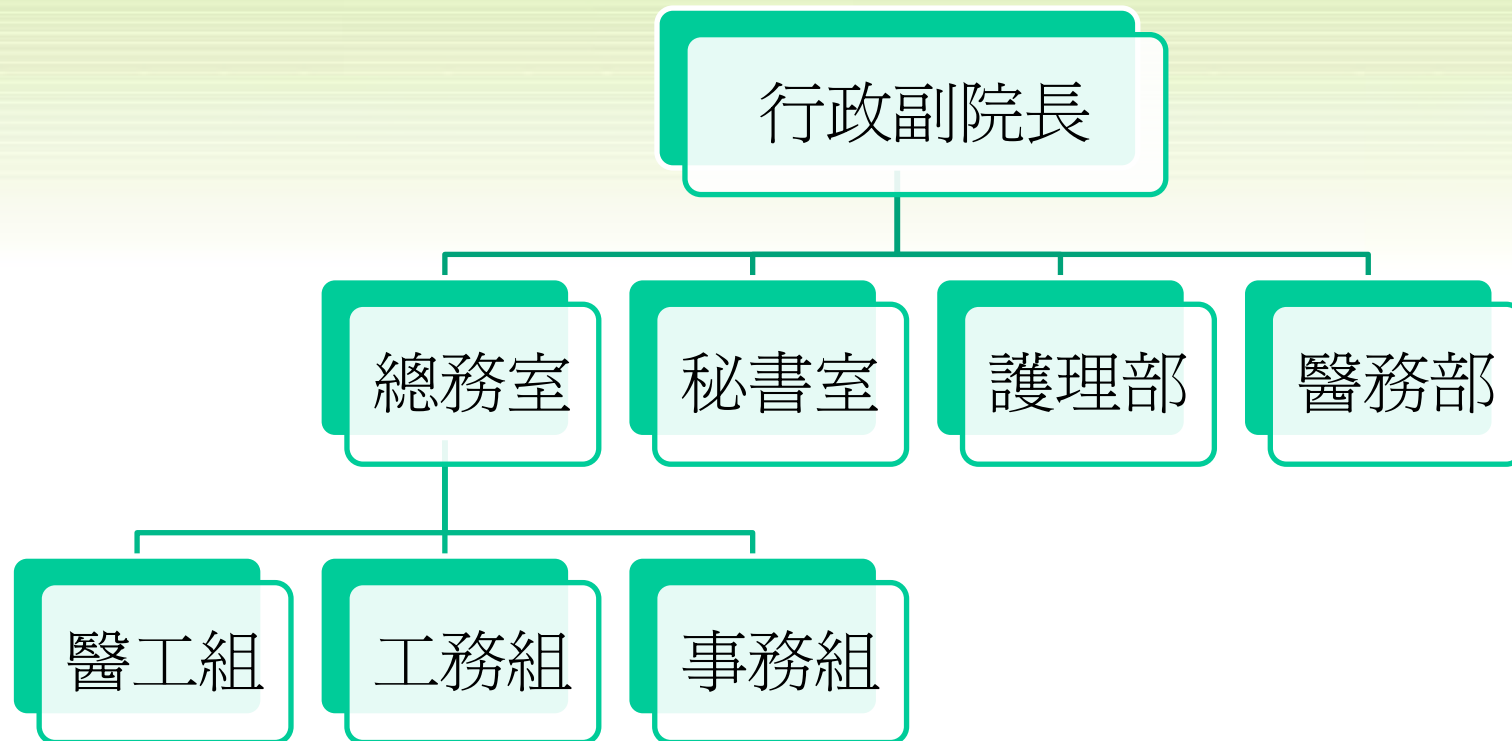 行政副院長
總務室
秘書室
護理部
醫務部
醫工組
工務組
事務組